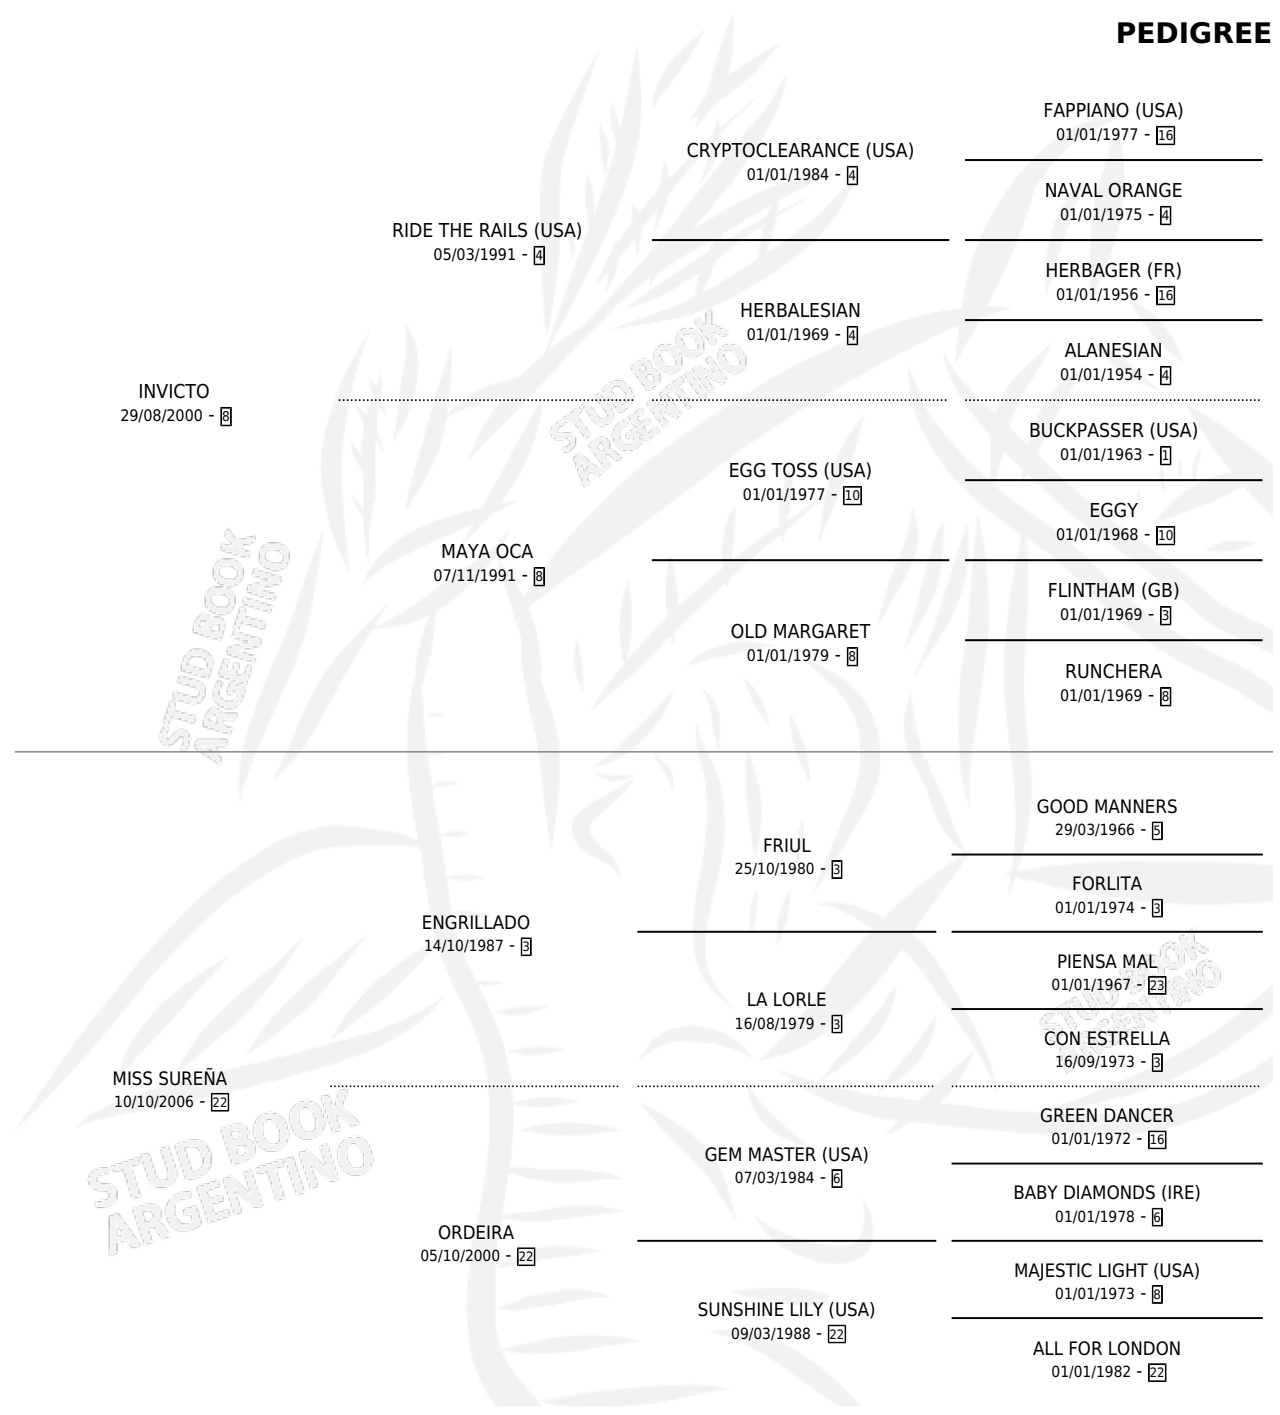 PEDIGREE
FAPPIANO (USA)
01/01/1977 - 16
CRYPTOCLEARANCE (USA)
01/01/1984 - 4
NAVAL ORANGE
01/01/1975 - 4
RIDE THE RAILS (USA)
05/03/1991 - 4
HERBAGER (FR)
01/01/1956 - 16
HERBALESIAN
01/01/1969 - 4
ALANESIAN
01/01/1954 - 4
INVICTO
29/08/2000 - 8
BUCKPASSER (USA)
01/01/1963 - 1
EGG TOSS (USA)
01/01/1977 - 10
EGGY
01/01/1968 - 10
MAYA OCA
07/11/1991 - 8
FLINTHAM (GB)
01/01/1969 - 3
OLD MARGARET
01/01/1979 - 8
RUNCHERA
01/01/1969 - 8
STUD BOOK
ARGENTINO
STUD BOOK
ARGENTINO
GOOD MANNERS
29/03/1966 - 5
FRIUL
25/10/1980 - 3
FORLITA
01/01/1974 - 3
ENGRILLADO
14/10/1987 - 3
PIENSA MAL
01/01/1967 - 23
LA LORLE
16/08/1979 - 3
CON ESTRELLA
16/09/1973 - 3
MISS SUREÑA
10/10/2006 - 22
GREEN DANCER
01/01/1972 - 16
GEM MASTER (USA)
07/03/1984 - 6
BABY DIAMONDS (IRE)
01/01/1978 - 6
ORDEIRA
05/10/2000 - 22
MAJESTIC LIGHT (USA)
01/01/1973 - 8
SUNSHINE LILY (USA)
09/03/1988 - 22
ALL FOR LONDON
01/01/1982 - 22
STUD BOOK
ARGENTINO
STUD BOOK
ARGENTINO